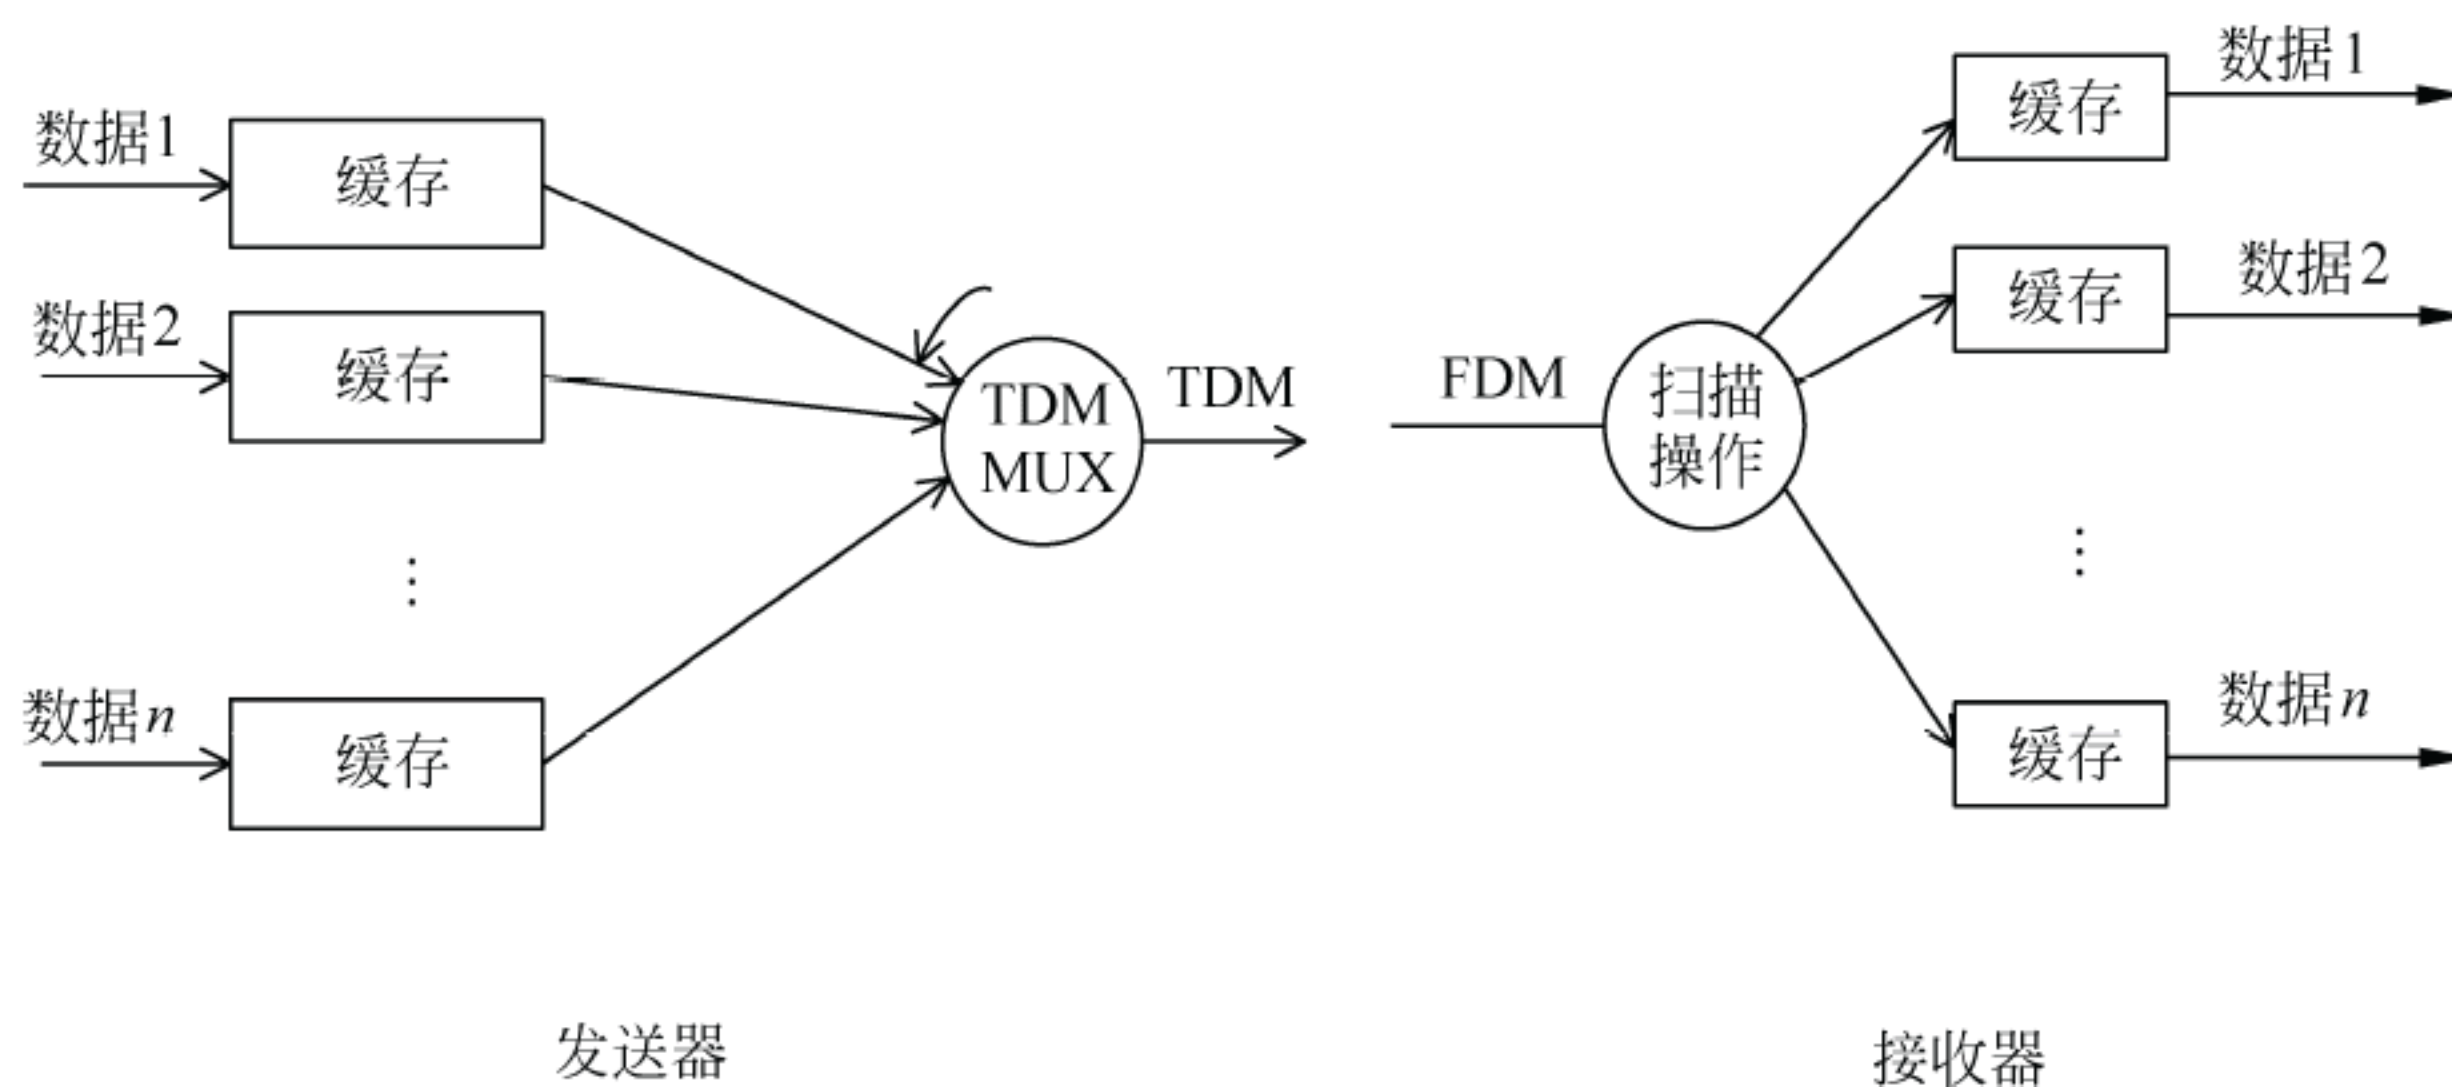 数据1
缓存
数据2
缓存
⋮
数据n
缓存
TDM
MUX
TDM
发送器
FDM
扫描
操作
缓存
数据1
缓存
数据2
⋮
缓存
数据n
接收器